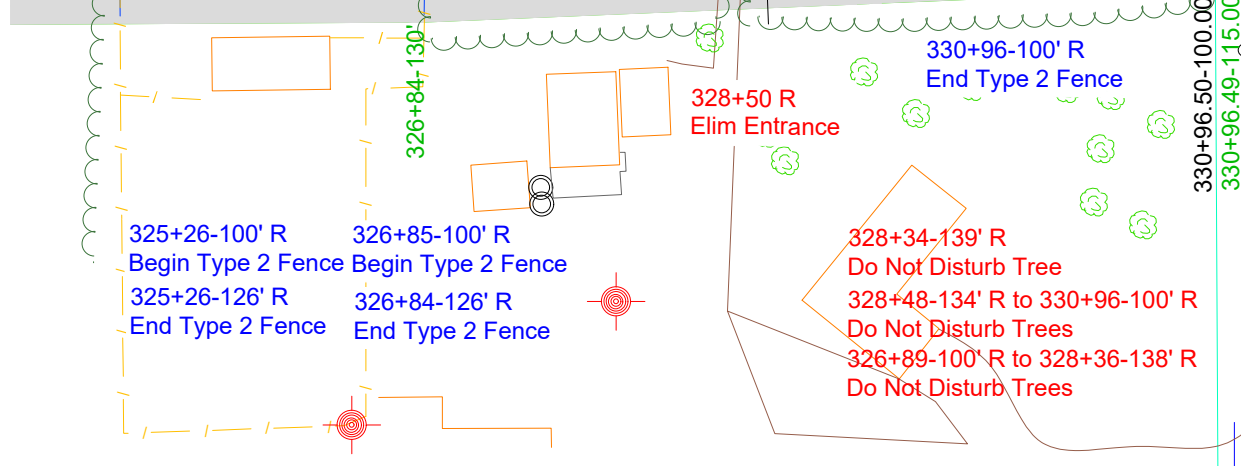 326+84-130'
330+96-100' R
End Type 2 Fence
330+96.50-100.00
330+96.49-115.00
328+50 R
Elim Entrance
325+26-100' R
Begin Type 2 Fence
325+26-126' R
End Type 2 Fence
326+85-100' R
Begin Type 2 Fence
326+84-126' R
End Type 2 Fence
328+34-139' R
Do Not Disturb Tree
328+48-134' R to 330+96-100' R
Do Not Disturb Trees
326+89-100' R to 328+36-138' R
Do Not Disturb Trees